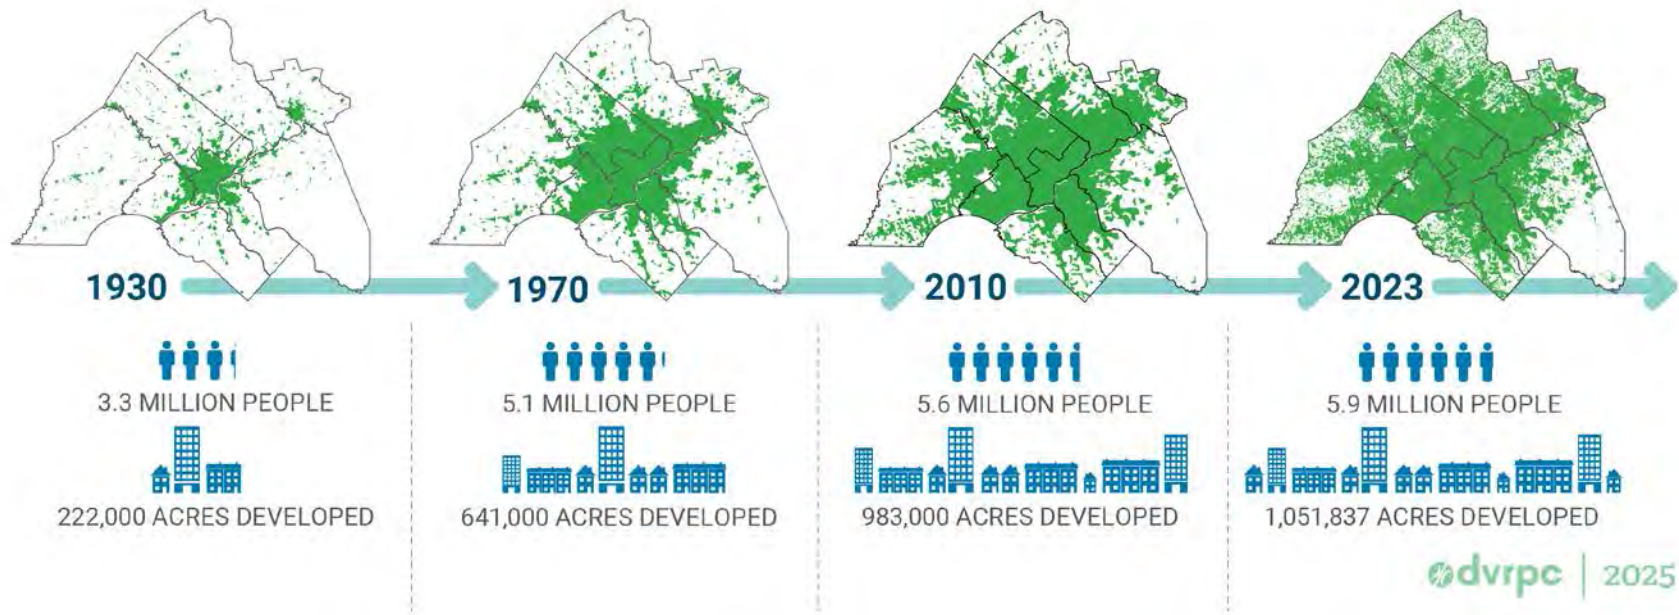 1930
1970
2010
2023
3.3 MILLION PEOPLE
5.1 MILLION PEOPLE
5.6 MILLION PEOPLE
5.9 MILLION PEOPLE
222,000 ACRES DEVELOPED
641,000 ACRES DEVELOPED
983,000 ACRES DEVELOPED
1,051,837 ACRES DEVELOPED
dvrpc | 2025